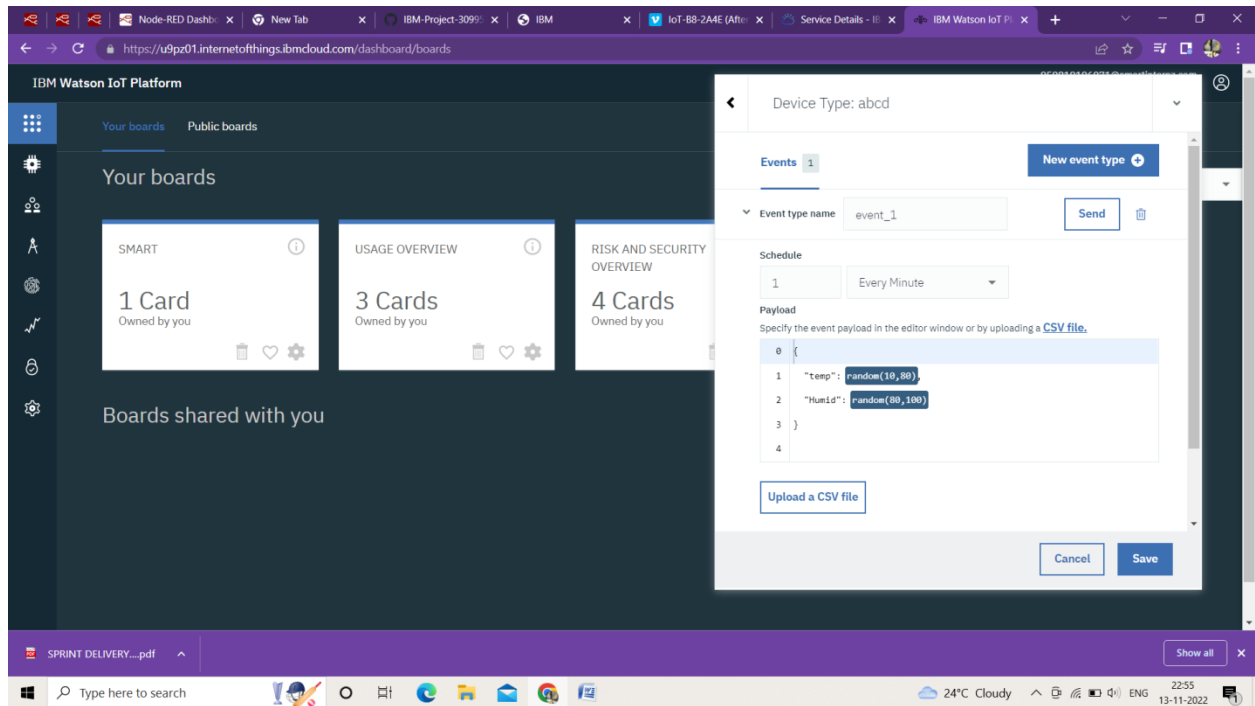 Node-RED Dashbo
New Tab
IBM-Project-3099
IBM
IoT-B8-2A4E (After
Service Details - IB
IBM Watson IoT Pl
https://u9pz01.internetofthings.ibmcloud.com/dashboard/boards
IBM Watson IoT Platform
Your boards
Public boards
Your boards
SMART
1 Card
Owned by you
USAGE OVERVIEW
3 Cards
Owned by you
RISK AND SECURITY
OVERVIEW
4 Cards
Owned by you
Boards shared with you
Device Type: abcd
Events 1
New event type
Event type name
event_1
Send
Schedule
1
Every Minute
Payload
Specify the event payload in the editor window or by uploading a CSV file.
0 {
1 "temp": random(10,80),
2 "Humid": random(80,100)
3 }
4
Upload a CSV file
Cancel
Save
SPRINT DELIVERY....pdf
Show all
Type here to search
24°C Cloudy
ENG
22:55
13-11-2022
1